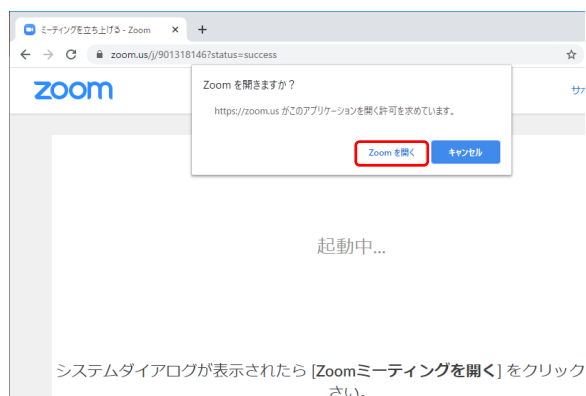 ミーティングを立ち上げる - Zoom
zoom.us/j/901318146?status=success
zoom
Zoom を開きますか？
https://zoom.us がこのアプリケーションを開く許可を求めています。
Zoom を開く キャンセル
サポ
起動中...
システムダイアログが表示されたら [Zoomミーティングを開く] をクリック
さい。